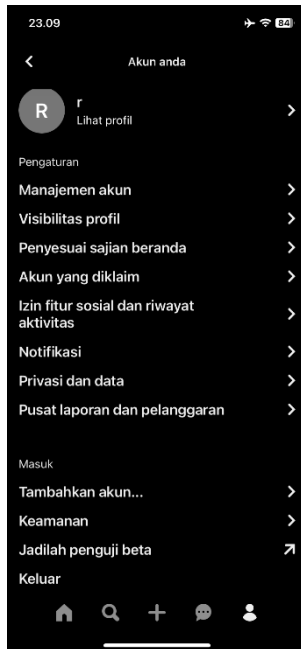 23.09
84
Akun anda
R
r
Lihat profil
Pengaturan
Manajemen akun
Visibilitas profil
Penyesuai sajian beranda
Akun yang diklaim
Izin fitur sosial dan riwayat
aktivitas
Notifikasi
Privasi dan data
Pusat laporan dan pelanggaran
Masuk
Tambahkan akun...
Keamanan
Jadilah penguji beta
Keluar